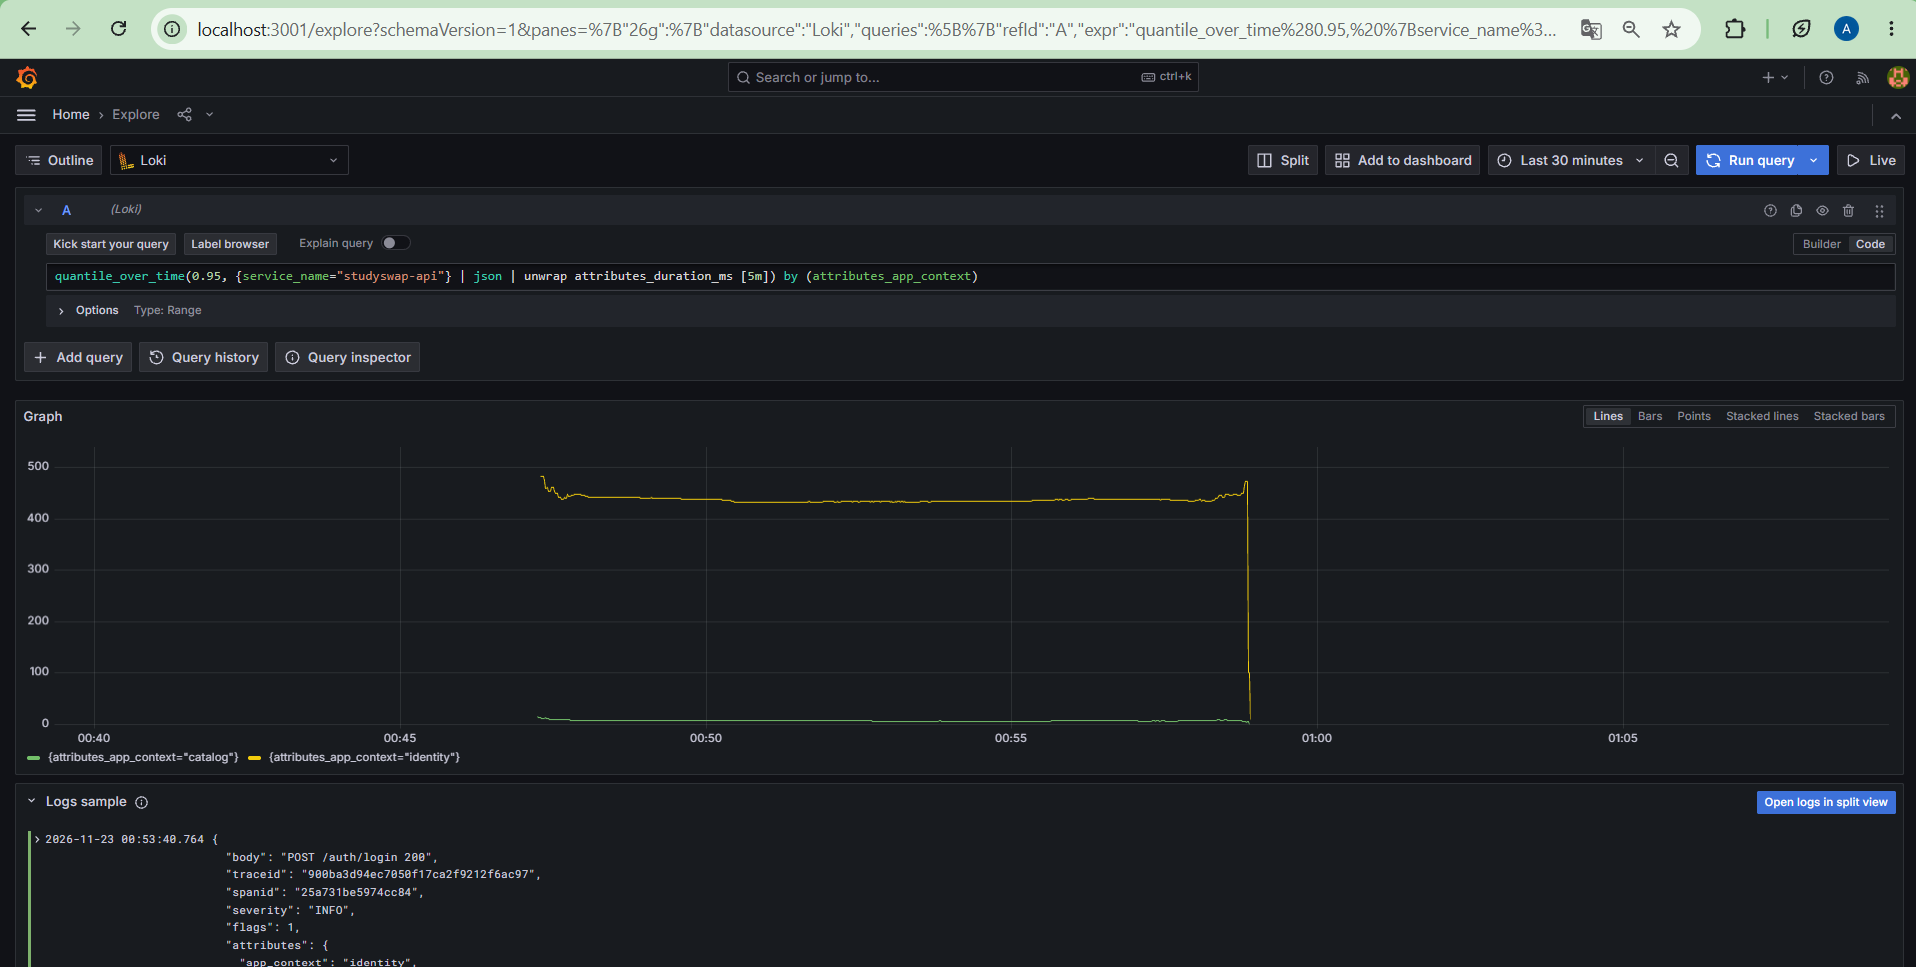 localhost:3001/explore?schemaVersion=1&panes=%7B"26g":%7B"datasource":"Loki","queries":%5B%7B"refId":"A","expr":"quantile_over_time%280.95,%20%7Bservice_name%3...
A
Search or jump to...
ctrl+k
Home › Explore
Outline
Loki
Split
Add to dashboard
Last 30 minutes
Run query
Live
A
(Loki)
Kick start your query
Label browser
Explain query
Builder
Code
quantile_over_time(0.95, {service_name="studyswap-api"} | json | unwrap attributes_duration_ms [5m]) by (attributes_app_context)
Options
Type: Range
Add query
Query history
Query inspector
Graph
Lines
Bars
Points
Stacked lines
Stacked bars
500
400
300
200
100
0
00:40
00:45
00:50
00:55
01:00
01:05
{attributes_app_context="catalog"}
{attributes_app_context="identity"}
Logs sample
Open logs in split view
2026-11-23 00:53:40.764 {
"body": "POST /auth/login 200",
"traceid": "900ba3d94ec7050f17ca2f9212f6ac97",
"spanid": "25a731be5974cc84",
"severity": "INFO",
"flags": 1,
"attributes": {
"app_context": "identity",